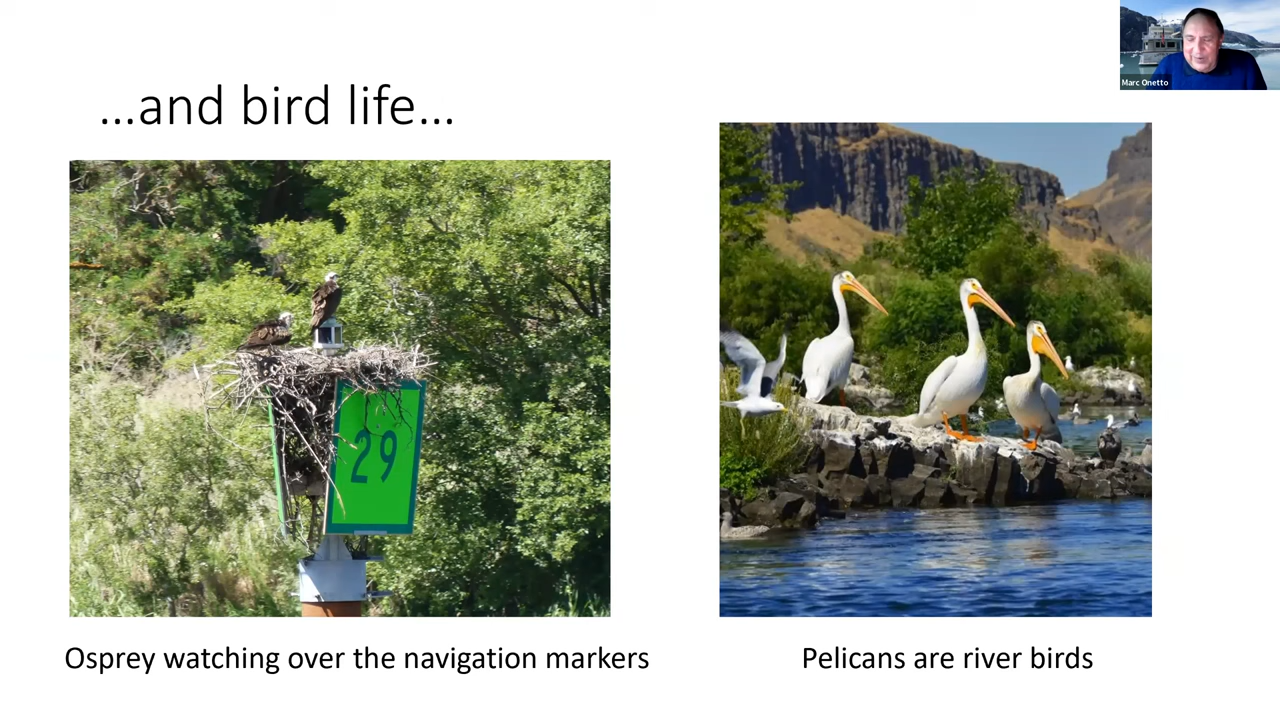 Marc Onetto
...and bird life...
29
Osprey watching over the navigation markers
Pelicans are river birds